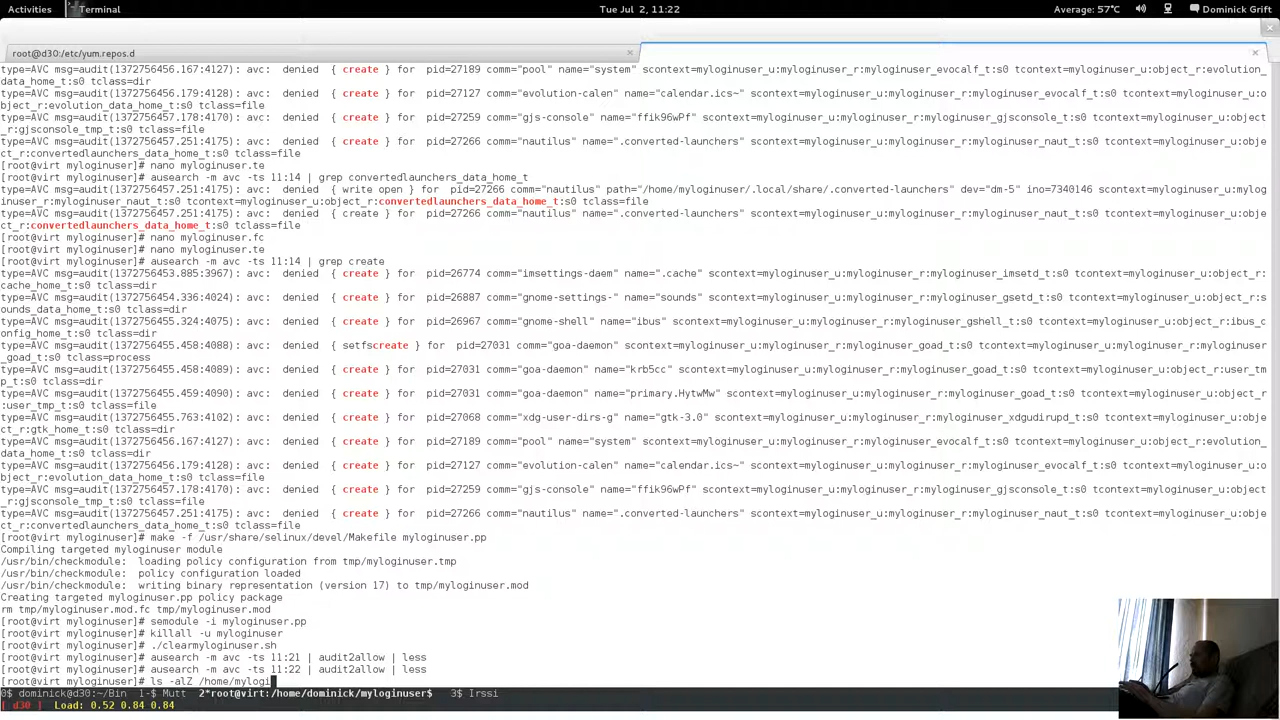 Activities Terminal Tue Jul 2, 11:22 Average: 57°C Dominick Grift
root@d30:/etc/yum.repos.d × ×
type=AVC msg=audit(1372756456.167:4127): avc:  denied  { create } for  pid=27189 comm="pool" name="system" scontext=myloginuser_u:myloginuser_r:myloginuser_evocalf_t:s0 tcontext=myloginuser_u:object_r:evolution_
data_home_t:s0 tclass=dir
type=AVC msg=audit(1372756456.179:4128): avc:  denied  { create } for  pid=27127 comm="evolution-calen" name="calendar.ics~" scontext=myloginuser_u:myloginuser_r:myloginuser_evocalf_t:s0 tcontext=myloginuser_u:o
bject_r:evolution_data_home_t:s0 tclass=file
type=AVC msg=audit(1372756457.178:4170): avc:  denied  { create } for  pid=27259 comm="gjs-console" name="ffik96wPf" scontext=myloginuser_u:myloginuser_r:myloginuser_gjsconsole_t:s0 tcontext=myloginuser_u:object
_r:gjsconsole_tmp_t:s0 tclass=file
type=AVC msg=audit(1372756457.251:4175): avc:  denied  { create } for  pid=27266 comm="nautilus" name=".converted-launchers" scontext=myloginuser_u:myloginuser_r:myloginuser_naut_t:s0 tcontext=myloginuser_u:obje
ct_r:convertedlaunchers_data_home_t:s0 tclass=file
[root@virt myloginuser]# nano myloginuser.te
[root@virt myloginuser]# ausearch -m avc -ts 11:14 | grep convertedlaunchers_data_home_t
type=AVC msg=audit(1372756457.251:4175): avc:  denied  { write open } for  pid=27266 comm="nautilus" path="/home/myloginuser/.local/share/.converted-launchers" dev="dm-5" ino=7340146 scontext=myloginuser_u:mylog
inuser_r:myloginuser_naut_t:s0 tcontext=myloginuser_u:object_r:convertedlaunchers_data_home_t:s0 tclass=file
type=AVC msg=audit(1372756457.251:4175): avc:  denied  { create } for  pid=27266 comm="nautilus" name=".converted-launchers" scontext=myloginuser_u:myloginuser_r:myloginuser_naut_t:s0 tcontext=myloginuser_u:obje
ct_r:convertedlaunchers_data_home_t:s0 tclass=file
[root@virt myloginuser]# nano myloginuser.fc
[root@virt myloginuser]# nano myloginuser.te
[root@virt myloginuser]# ausearch -m avc -ts 11:14 | grep create
type=AVC msg=audit(1372756453.885:3967): avc:  denied  { create } for  pid=26774 comm="imsettings-daem" name=".cache" scontext=myloginuser_u:myloginuser_r:myloginuser_imsetd_t:s0 tcontext=myloginuser_u:object_r:
cache_home_t:s0 tclass=dir
type=AVC msg=audit(1372756454.336:4024): avc:  denied  { create } for  pid=26887 comm="gnome-settings-" name="sounds" scontext=myloginuser_u:myloginuser_r:myloginuser_gsetd_t:s0 tcontext=myloginuser_u:object_r:s
ounds_data_home_t:s0 tclass=dir
type=AVC msg=audit(1372756455.324:4075): avc:  denied  { create } for  pid=26967 comm="gnome-shell" name="ibus" scontext=myloginuser_u:myloginuser_r:myloginuser_gshell_t:s0 tcontext=myloginuser_u:object_r:ibus_c
onfig_home_t:s0 tclass=dir
type=AVC msg=audit(1372756455.458:4088): avc:  denied  { setfscreate } for  pid=27031 comm="goa-daemon" scontext=myloginuser_u:myloginuser_r:myloginuser_goad_t:s0 tcontext=myloginuser_u:myloginuser_r:myloginuser
_goad_t:s0 tclass=process
type=AVC msg=audit(1372756455.458:4089): avc:  denied  { create } for  pid=27031 comm="goa-daemon" name="krb5cc" scontext=myloginuser_u:myloginuser_r:myloginuser_goad_t:s0 tcontext=myloginuser_u:object_r:user_tm
p_t:s0 tclass=dir
type=AVC msg=audit(1372756455.459:4090): avc:  denied  { create } for  pid=27031 comm="goa-daemon" name="primary.HytwMw" scontext=myloginuser_u:myloginuser_r:myloginuser_goad_t:s0 tcontext=myloginuser_u:object_r
:user_tmp_t:s0 tclass=file
type=AVC msg=audit(1372756455.763:4102): avc:  denied  { create } for  pid=27068 comm="xdg-user-dirs-g" name="gtk-3.0" scontext=myloginuser_u:myloginuser_r:myloginuser_xdgudirupd_t:s0 tcontext=myloginuser_u:obje
ct_r:gtk_home_t:s0 tclass=dir
type=AVC msg=audit(1372756456.167:4127): avc:  denied  { create } for  pid=27189 comm="pool" name="system" scontext=myloginuser_u:myloginuser_r:myloginuser_evocalf_t:s0 tcontext=myloginuser_u:object_r:evolution_
data_home_t:s0 tclass=dir
type=AVC msg=audit(1372756456.179:4128): avc:  denied  { create } for  pid=27127 comm="evolution-calen" name="calendar.ics~" scontext=myloginuser_u:myloginuser_r:myloginuser_evocalf_t:s0 tcontext=myloginuser_u:o
bject_r:evolution_data_home_t:s0 tclass=file
type=AVC msg=audit(1372756457.178:4170): avc:  denied  { create } for  pid=27259 comm="gjs-console" name="ffik96wPf" scontext=myloginuser_u:myloginuser_r:myloginuser_gjsconsole_t:s0 tcontext=myloginuser_u:object
_r:gjsconsole_tmp_t:s0 tclass=file
type=AVC msg=audit(1372756457.251:4175): avc:  denied  { create } for  pid=27266 comm="nautilus" name=".converted-launchers" scontext=myloginuser_u:myloginuser_r:myloginuser_naut_t:s0 tcontext=myloginuser_u:obje
ct_r:convertedlaunchers_data_home_t:s0 tclass=file
[root@virt myloginuser]# make -f /usr/share/selinux/devel/Makefile myloginuser.pp
Compiling targeted myloginuser module
/usr/bin/checkmodule:  loading policy configuration from tmp/myloginuser.tmp
/usr/bin/checkmodule:  policy configuration loaded
/usr/bin/checkmodule:  writing binary representation (version 17) to tmp/myloginuser.mod
Creating targeted myloginuser.pp policy package
rm tmp/myloginuser.mod.fc tmp/myloginuser.mod
[root@virt myloginuser]# semodule -i myloginuser.pp
[root@virt myloginuser]# killall -u myloginuser
[root@virt myloginuser]# ./clearmyloginuser.sh
[root@virt myloginuser]# ausearch -m avc -ts 11:21 | audit2allow | less
[root@virt myloginuser]# ausearch -m avc -ts 11:22 | audit2allow | less
[root@virt myloginuser]# ls -alZ /home/mylogi
0$ dominick@d30:~/Bin  1-$ Mutt  2*root@virt:/home/dominick/myloginuser$  3$ Irssi
[ d30 ] Load: 0.52 0.84 0.84